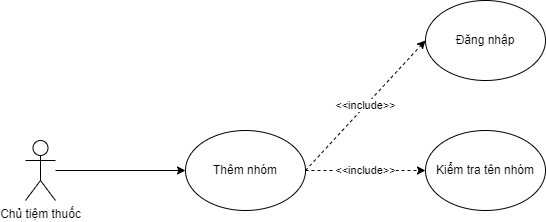 Đăng nhập
<<include>>
Thêm nhóm
<<include>>
Kiểm tra tên nhóm
Chủ tiệm thuốc